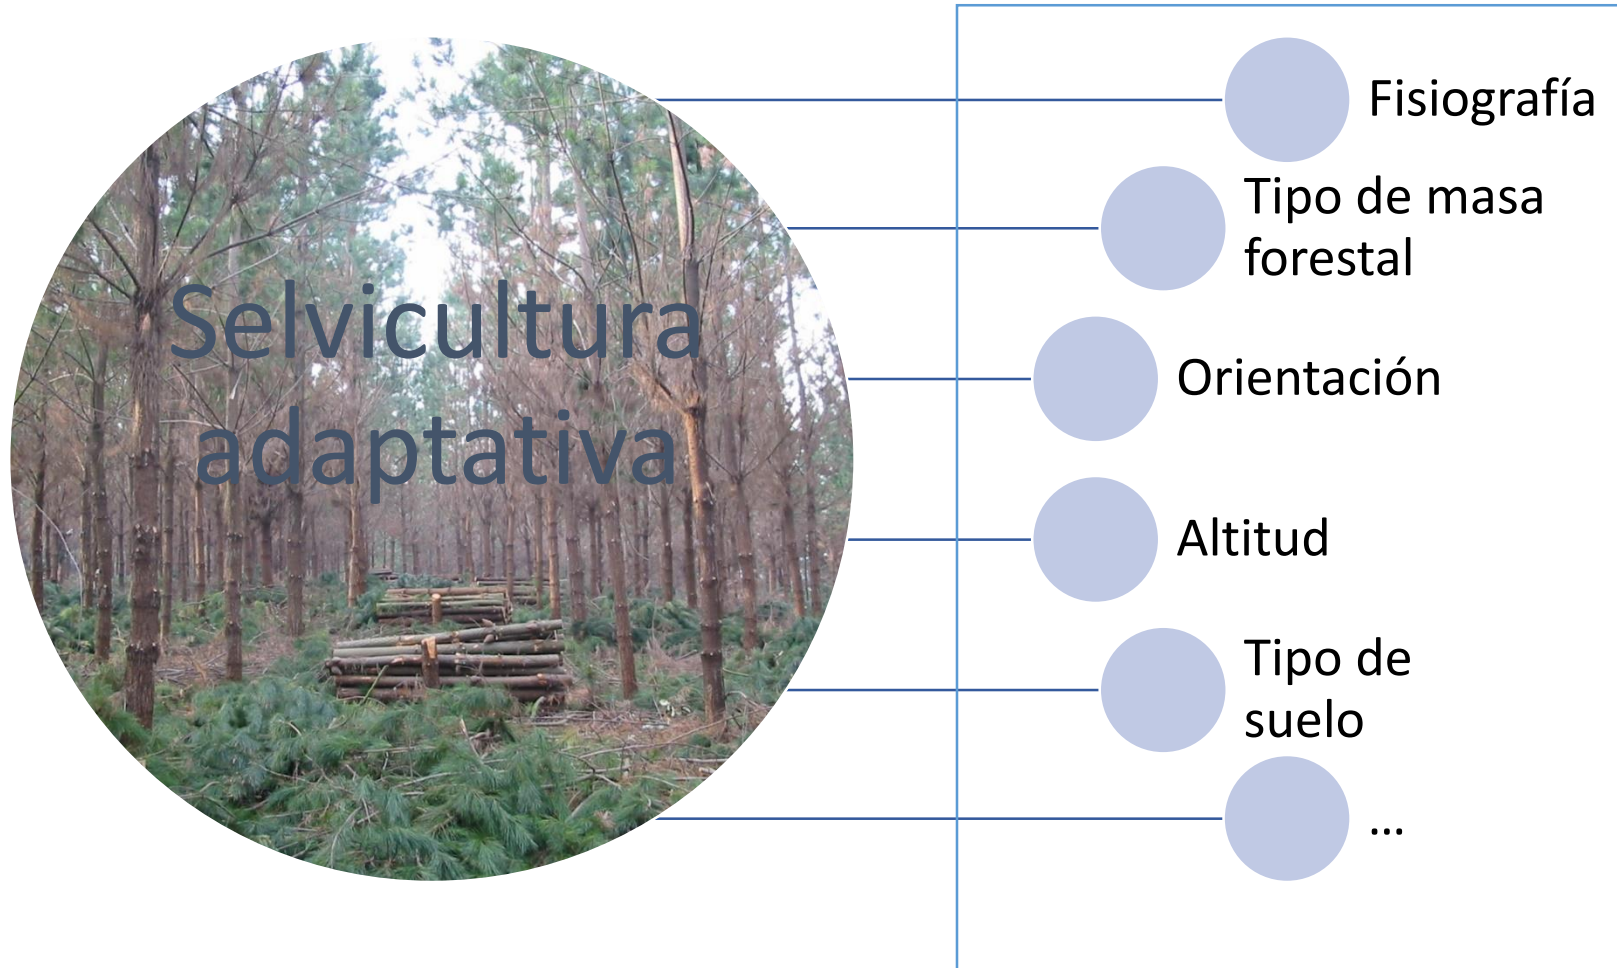 Selvicultura
adaptativa
Fisiografía
Tipo de masa
forestal
Orientación
Altitud
Tipo de
suelo
...